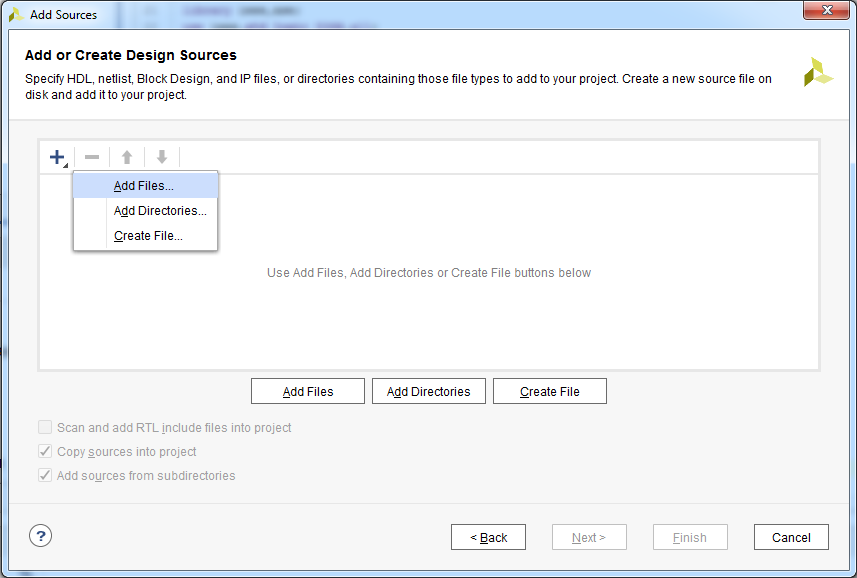 Add Sources
Add or Create Design Sources
Specify HDL, netlist, Block Design, and IP files, or directories containing those file types to add to your project. Create a new source file on
disk and add it to your project.
Add Files...
Add Directories...
Create File...
Use Add Files, Add Directories or Create File buttons below
Add Files
Add Directories
Create File
Scan and add RTL include files into project
Copy sources into project
Add sources from subdirectories
?
< Back
Next >
Finish
Cancel